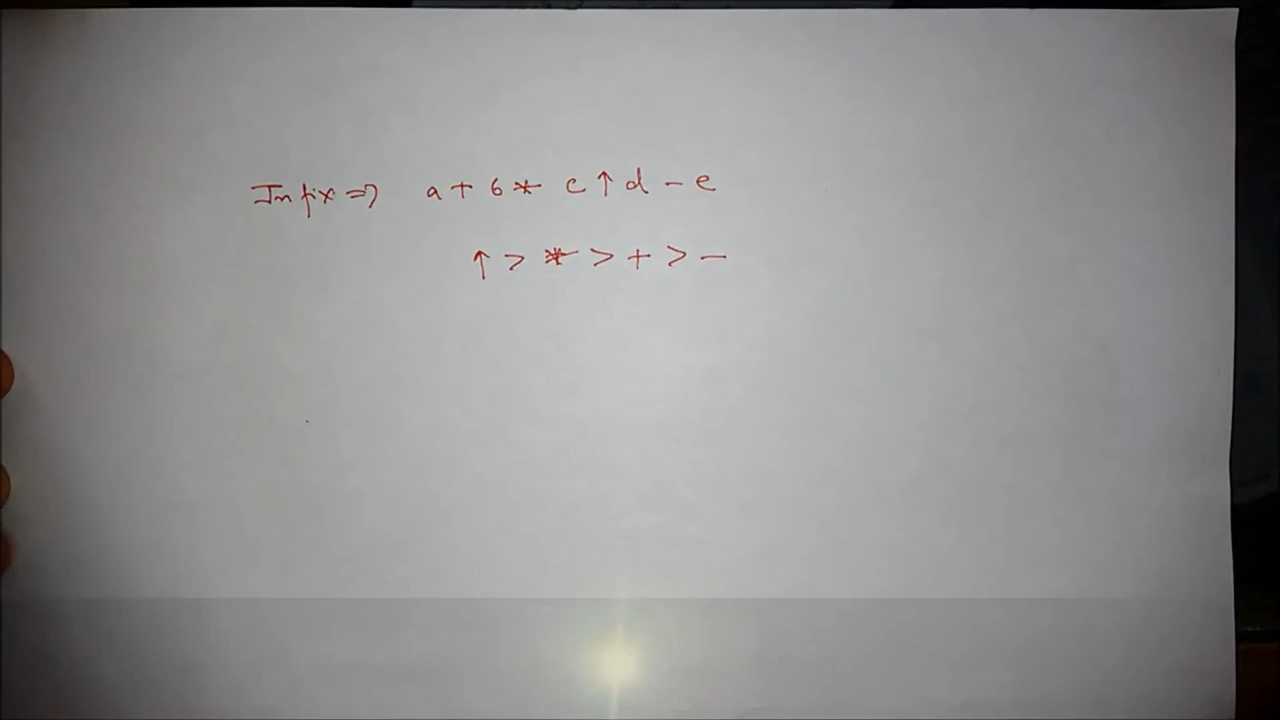 Infix ⇒ a + b * c ↑ d - e
↑ > * > + > -